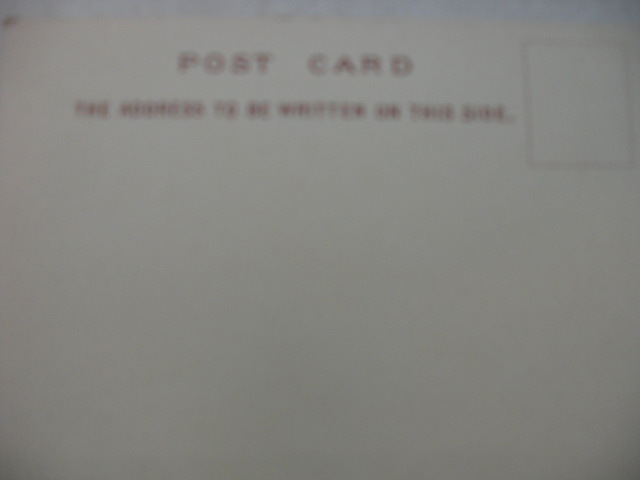 POST CARD
THE ADDRESS TO BE WRITTEN ON THIS SIDE.